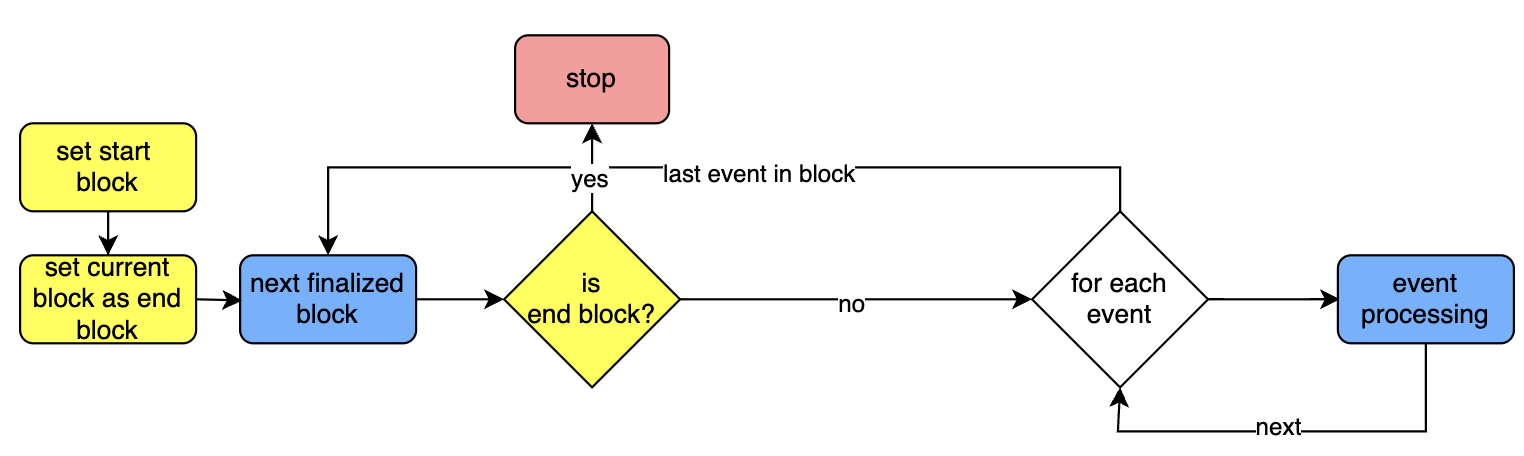 stop
set start
block
yes
last event in block
set current
block as end
block
next finalized
block
is
end block?
no
for each
event
event
processing
next